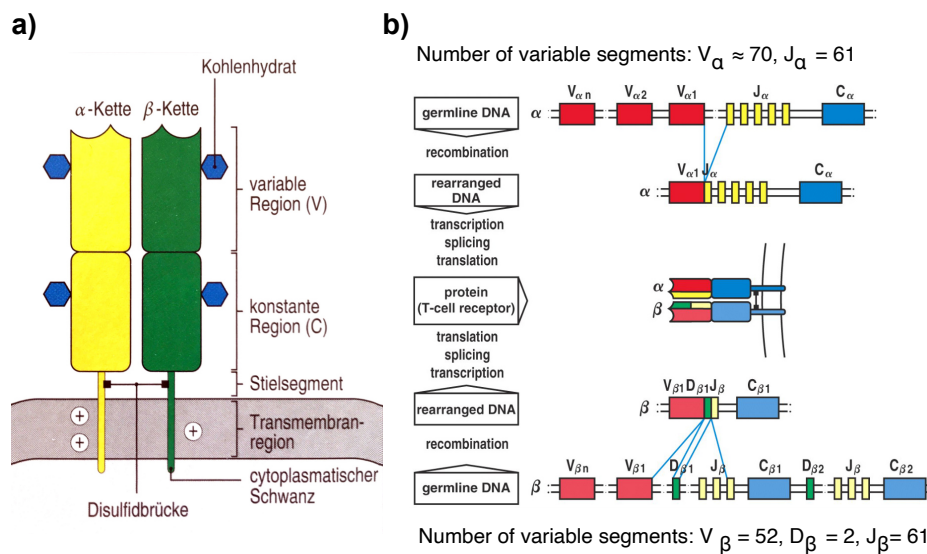 a)
Kohlenhydrat
α-Kette β-Kette
variable
Region (V)
konstante
Region (C)
Stielsegment
+ + +
Transmembran-
region
cytoplasmatischer
Schwanz
Disulfidbrücke
b)
Number of variable segments: Vα ≈ 70, Jα = 61
germline DNA
α Vαn Vα2 Vα1 Jα Cα
recombination
rearranged
DNA
α Vα1 Jα Cα
transcription
splicing
translation
protein
(T-cell receptor)
α
β
translation
splicing
transcription
rearranged DNA
β Vβ1 Dβ1 Jβ Cβ1
recombination
germline DNA
β Vβn Vβ1 Dβ1 Jβ Cβ1 Dβ2 Jβ Cβ2
Number of variable segments: Vβ = 52, Dβ = 2, Jβ= 61